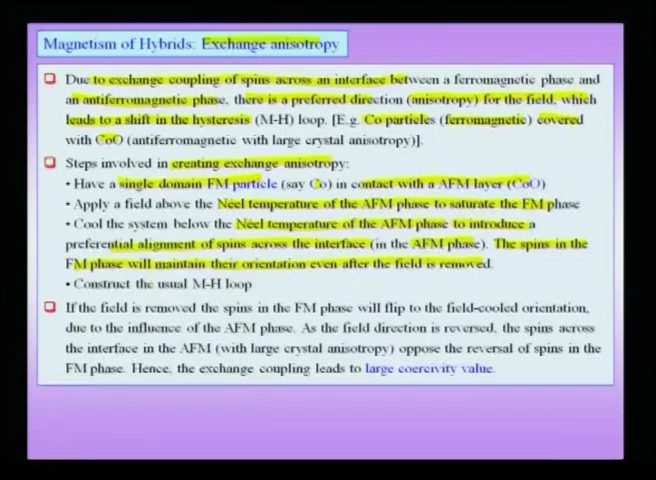 Magnetism of Hybrids: Exchange anisotropy
❑ Due to exchange coupling of spins across an interface between a ferromagnetic phase and
an antiferromagnetic phase, there is a preferred direction (anisotropy) for the field, which
leads to a shift in the hysteresis (M-H) loop. [E.g. Co particles (ferromagnetic) covered
with CoO (antiferromagnetic with large crystal anisotropy)].
❑ Steps involved in creating exchange anisotropy:
• Have a single domain FM particle (say Co) in contact with a AFM layer (CoO)
• Apply a field above the Néel temperature of the AFM phase to saturate the FM phase
• Cool the system below the Néel temperature of the AFM phase to introduce a
preferential alignment of spins across the interface (in the AFM phase). The spins in the
FM phase will maintain their orientation even after the field is removed.
• Construct the usual M-H loop
❑ If the field is removed the spins in the FM phase will flip to the field-cooled orientation,
due to the influence of the AFM phase. As the field direction is reversed, the spins across
the interface in the AFM (with large crystal anisotropy) oppose the reversal of spins in the
FM phase. Hence, the exchange coupling leads to large coercivity value.